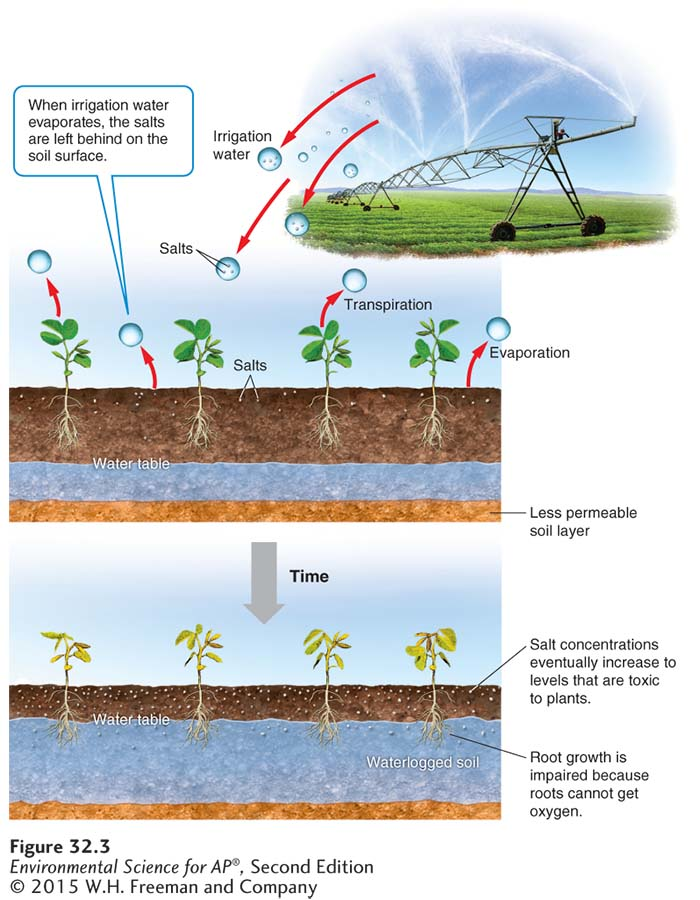 When irrigation water
evaporates, the salts
are left behind on the
soil surface.
Irrigation
water
Salts
Transpiration
Evaporation
Salts
Water table
Less permeable
soil layer
Time
Salt concentrations
eventually increase to
levels that are toxic
to plants.
Water table
Waterlogged soil
Root growth is
impaired because
roots cannot get
oxygen.
Figure 32.3
Environmental Science for AP®, Second Edition
© 2015 W.H. Freeman and Company